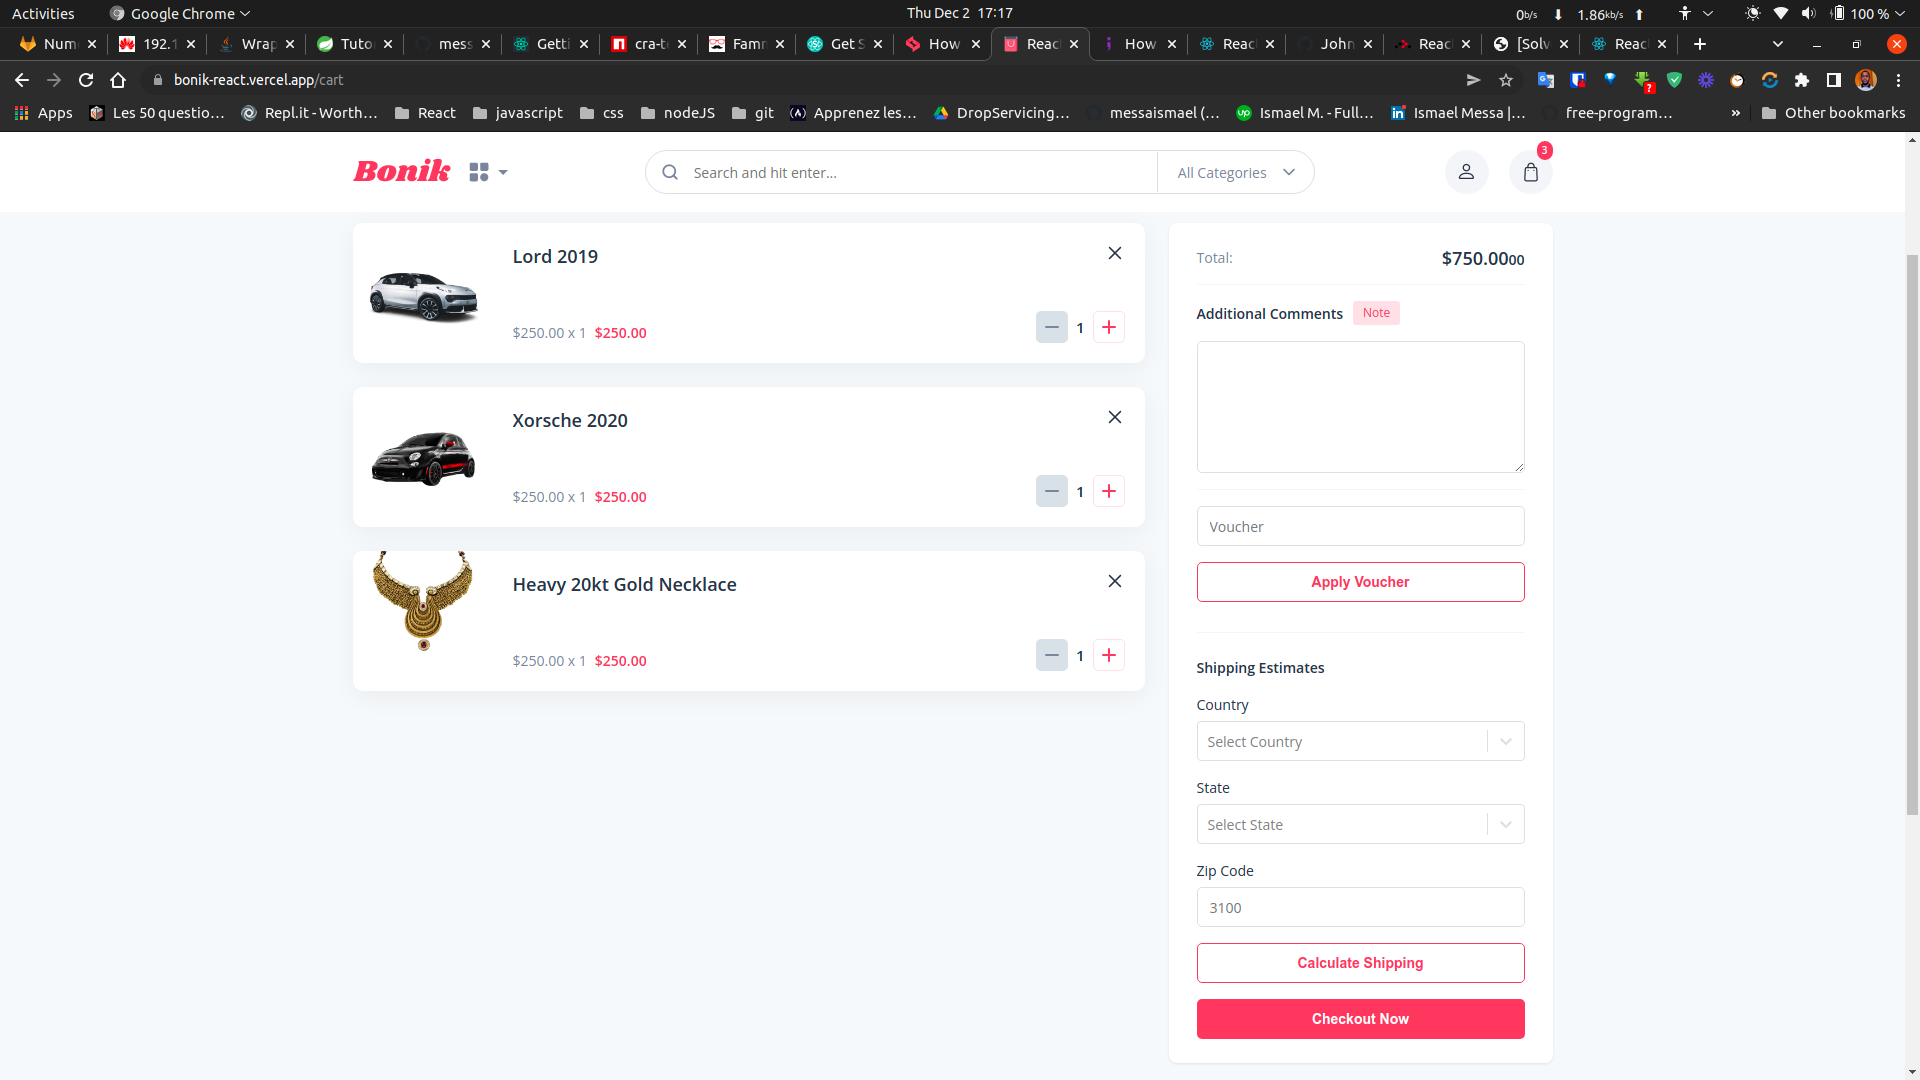 Activities
Google Chrome
Thu Dec 2 17:17
0b/s
1.86kb/s
100 %
Num
192.1
Wrap
Tutor
mess
Getti
cra-te
Famr
Get S
How
Reac
How
Reac
John
Reac
[Solv
Reac
bonik-react.vercel.app/cart
?
Apps
Les 50 questio...
Repl.it - Worth...
React
javascript
css
nodeJS
git
Apprenez les...
DropServicing...
messaismael (...
Ismael M. - Full...
Ismael Messa |...
free-program...
»
Other bookmarks
Bonik
Search and hit enter...
All Categories
3
Lord 2019
$250.00 x 1 $250.00
1
Xorsche 2020
$250.00 x 1 $250.00
1
Heavy 20kt Gold Necklace
$250.00 x 1 $250.00
1
Total:
$750.0000
Additional Comments
Note
Voucher
Apply Voucher
Shipping Estimates
Country
Select Country
State
Select State
Zip Code
3100
Calculate Shipping
Checkout Now